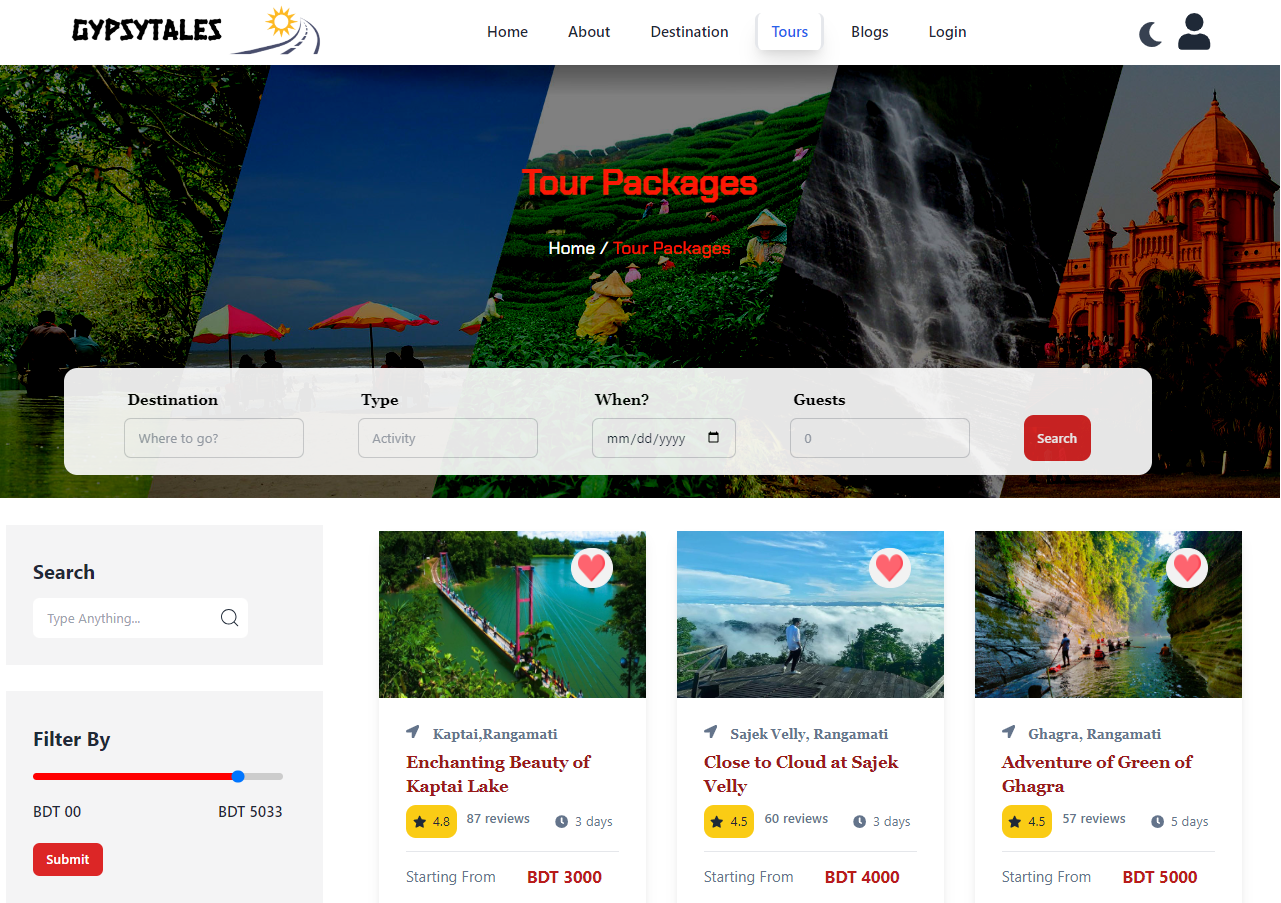 GYPSYTALES
Home About Destination Tours Blogs Login
Tour Packages
Home / Tour Packages
Destination Type When? Guests
Where to go? Activity mm/dd/yyyy 0 Search
Search
Type Anything...
Filter By
BDT 00 BDT 5033
Submit
Kaptai,Rangamati
Enchanting Beauty of
Kaptai Lake
4.8 87 reviews 3 days
Starting From BDT 3000
Sajek Velly, Rangamati
Close to Cloud at Sajek
Velly
4.5 60 reviews 3 days
Starting From BDT 4000
Ghagra, Rangamati
Adventure of Green of
Ghagra
4.5 57 reviews 5 days
Starting From BDT 5000